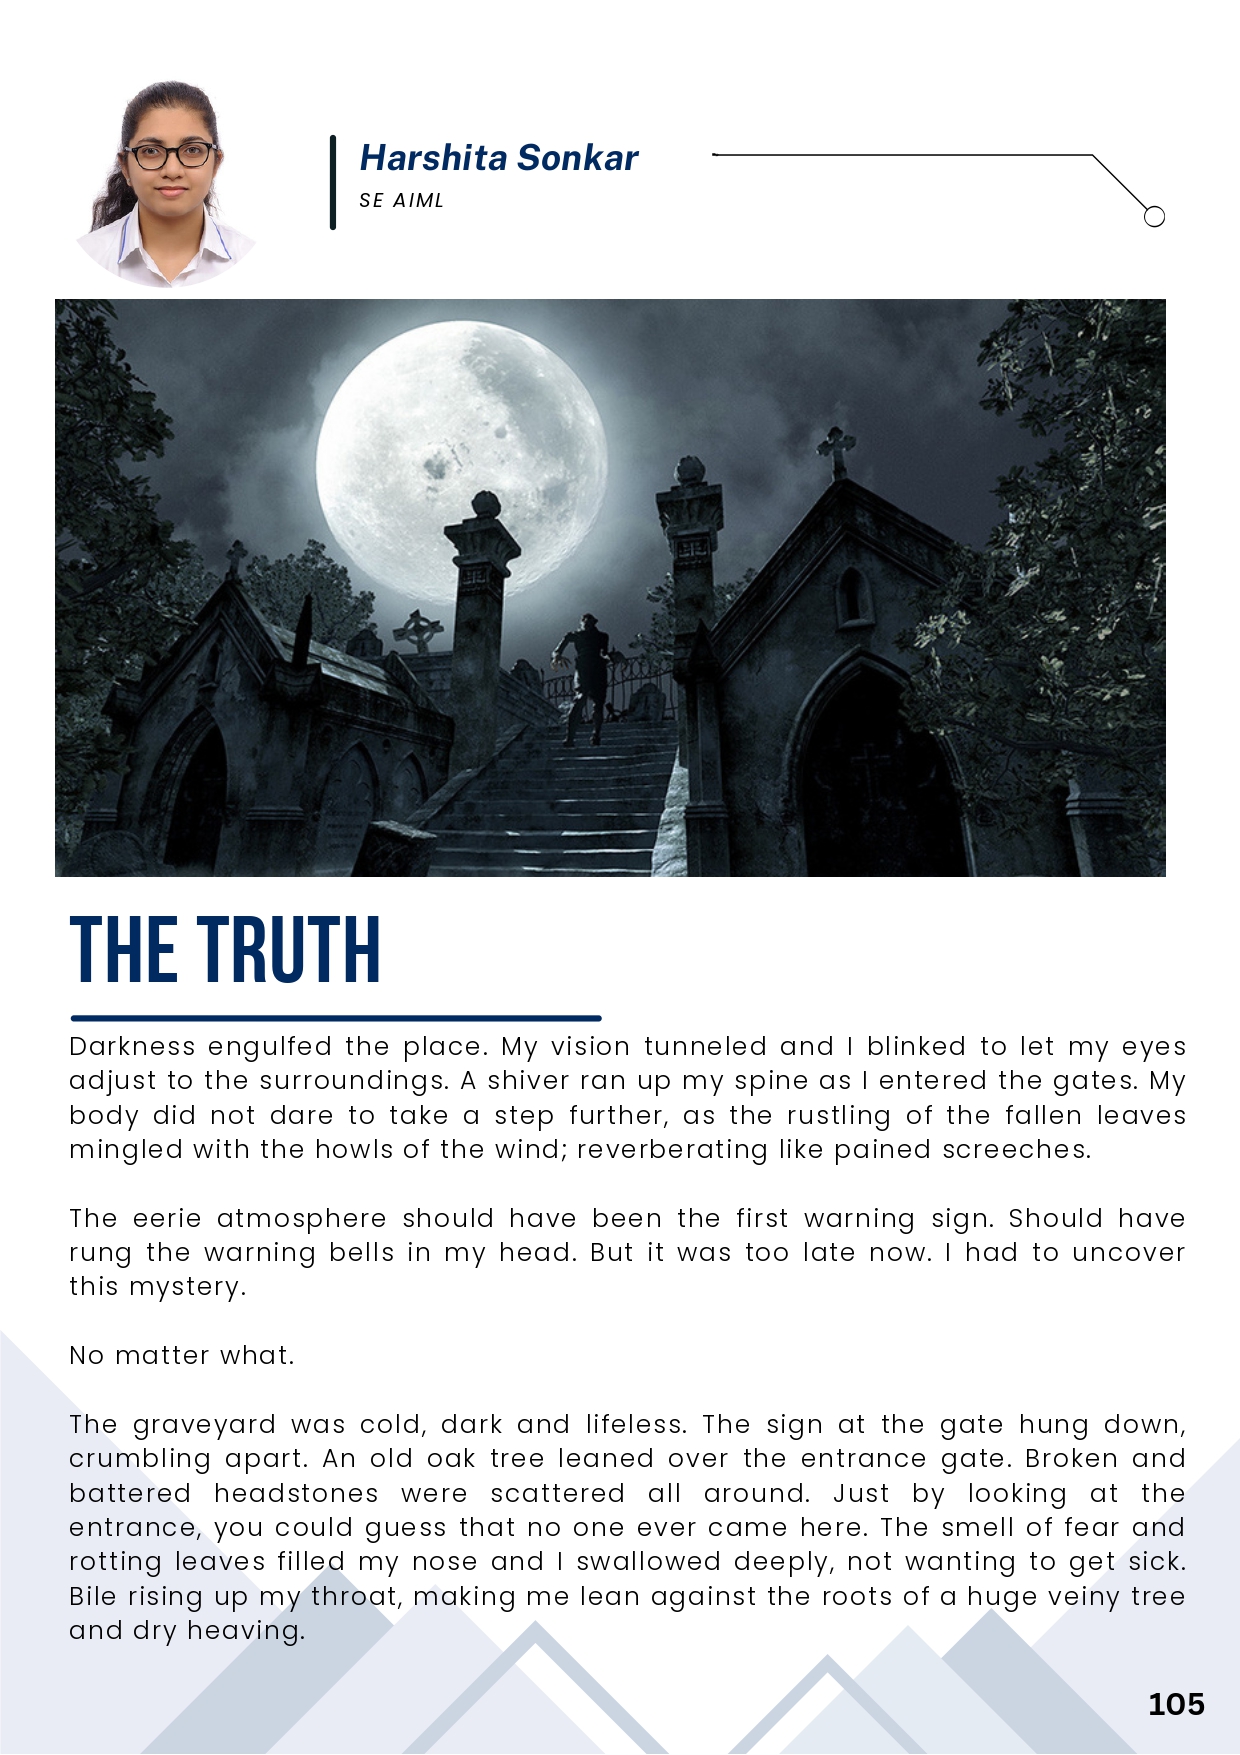 Harshita Sonkar
SE AIML
THE TRUTH
Darkness engulfed the place. My vision tunneled and I blinked to let my eyes
adjust to the surroundings. A shiver ran up my spine as I entered the gates. My
body did not dare to take a step further, as the rustling of the fallen leaves
mingled with the howls of the wind; reverberating like pained screeches.
The eerie atmosphere should have been the first warning sign. Should have
rung the warning bells in my head. But it was too late now. I had to uncover
this mystery.
No matter what.
The graveyard was cold, dark and lifeless. The sign at the gate hung down,
crumbling apart. An old oak tree leaned over the entrance gate. Broken and
battered headstones were scattered all around. Just by looking at the
entrance, you could guess that no one ever came here. The smell of fear and
rotting leaves filled my nose and I swallowed deeply, not wanting to get sick.
Bile rising up my throat, making me lean against the roots of a huge veiny tree
and dry heaving.
105